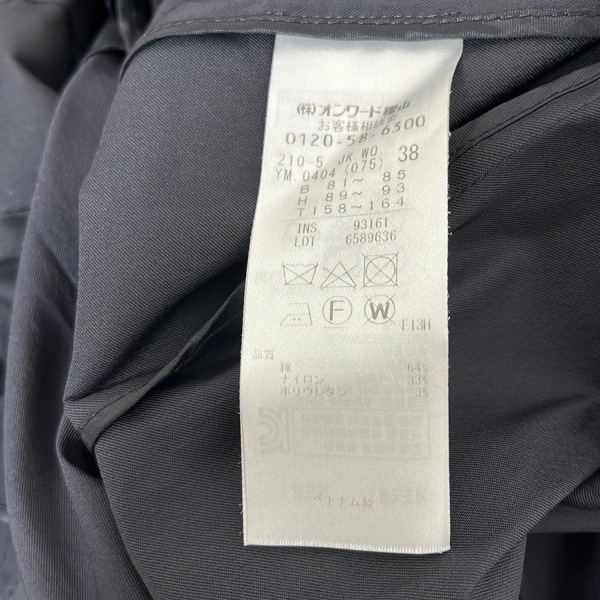 (株)オンワード樫山
お客様相談室
0120-58-6300
210-5 JK WO. 38
YM.0404 (075)
B 81～ 85
H 89～ 93
T158～164
INS. 93161
LOT 6589636
F
W
F13H
品質
綿 64%
ナイロン 33%
ポリウレタン 3%
ベトナム製